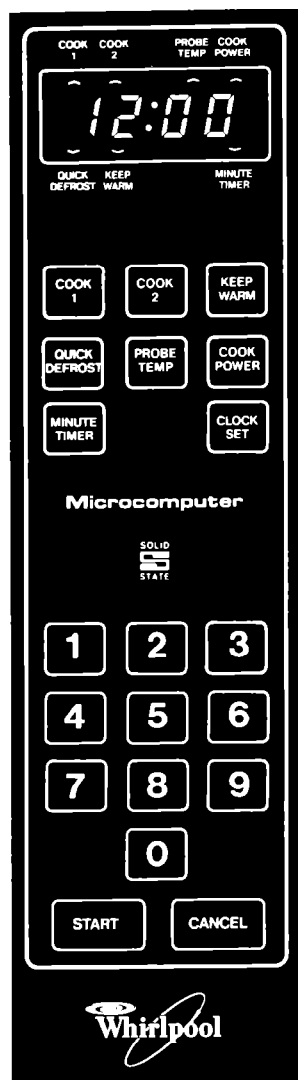 COOK COOK PROBE COOK
1 2 TEMP POWER
12:00
QUICK KEEP MINUTE
DEFROST WARM TIMER
COOK COOK KEEP
1 2 WARM
QUICK PROBE COOK
DEFROST TEMP POWER
MINUTE CLOCK
TIMER SET
Microcomputer
SOLID
STATE
1 2 3
4 5 6
7 8 9
0
START CANCEL
Whirlpool